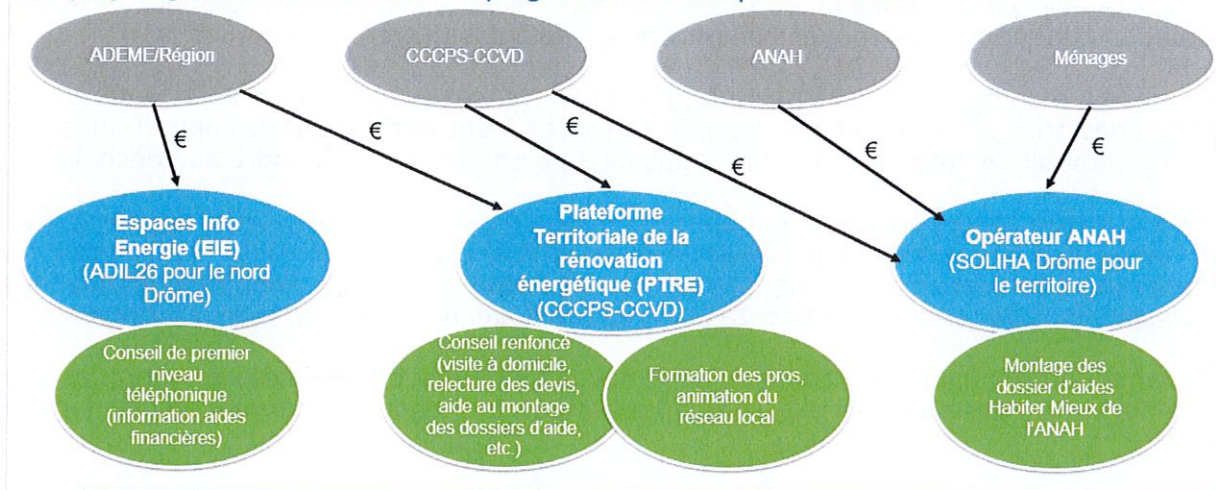 ADEME/Région
CCCPS-CCVD
ANAH
Ménages
€
€
€
€
€
€
Espaces Info
Energie (EIE)
(ADIL26 pour le nord
Drôme)
Plateforme
Territoriale de la
rénovation
énergétique (PTRE)
(CCCPS-CCVD)
Opérateur ANAH
(SOLIHA Drôme pour
le territoire)
Conseil de premier
niveau
téléphonique
(information aides
financières)
Conseil renfoncé
(visite à domicile,
relecture des devis,
aide au montage
des dossiers d'aide,
etc.)
Formation des pros,
animation du
réseau local
Montage des
dossier d'aides
Habiter Mieux de
l'ANAH